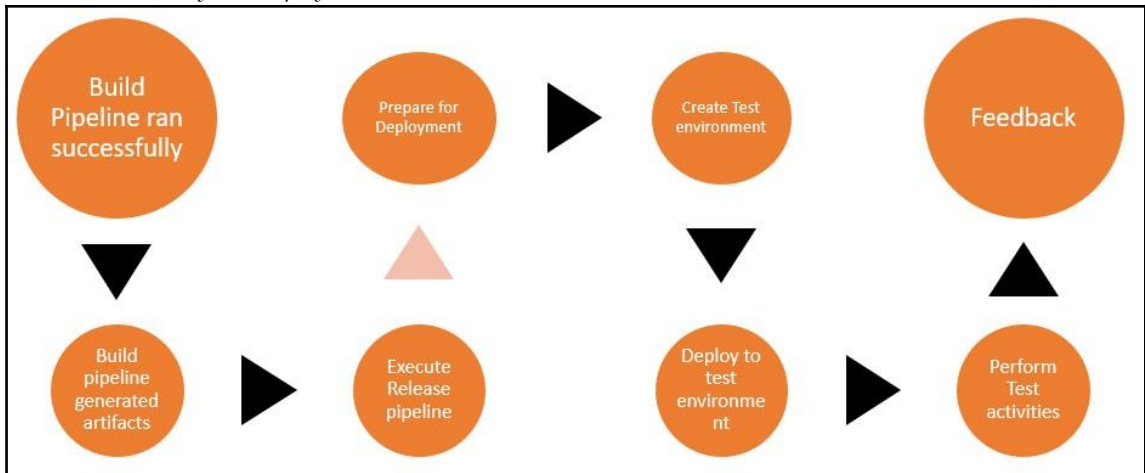 Build
Pipeline ran
successfully
Build
pipeline
generated
artifacts
Execute
Release
pipeline
Prepare for
Deployment
Create Test
environment
Deploy to
test
environme
nt
Perform
Test
activities
Feedback